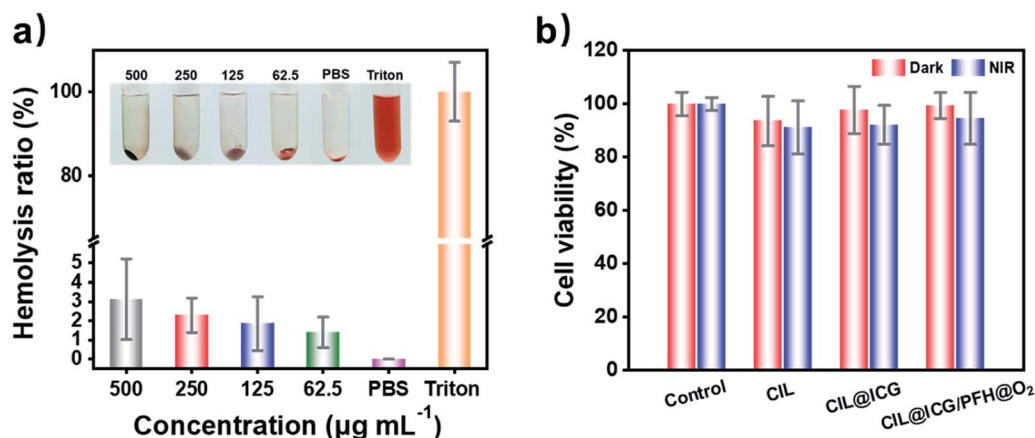 a)
Hemolysis ratio (%)
100
80
5
4
3
2
1
0
500 250 125 62.5 PBS Triton
500 250 125 62.5 PBS Triton
Concentration (µg mL⁻¹)
b)
Cell viability (%)
120
100
80
60
40
20
0
Dark NIR
Control CIL CIL@ICG CIL@ICG/PFH@O₂